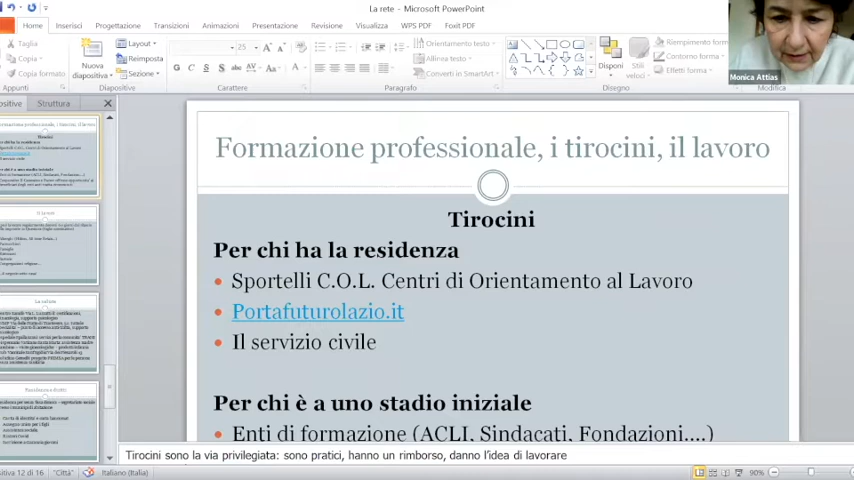 La rete - Microsoft PowerPoint
Home Inserisci Progettazione Transizioni Animazioni Presentazione Revisione Visualizza WPS PDF Foxit PDF
Taglia
Copia
Copia formato
Appunti
Nuova diapositiva
Layout
Reimposta
Sezione
Diapositive
25
Carattere
Orientamento testo
Allinea testo
Converti in SmartArt
Paragrafo
Disponi
Stili veloci
Riempimento forma
Contorno forma
Effetti forma
Disegno
Modifica
Monica Attias
Struttura
Formazione professionale, i tirocini, il lavoro
Tirocini
Per chi ha la residenza
Sportelli C.O.L. Centri di Orientamento al Lavoro
Portafuturolazio.it
Il servizio civile
Per chi è a uno stadio iniziale
Enti di formazione (ACLI, Sindacati, Fondazioni....)
Tirocini sono la via privilegiata: sono pratici, hanno un rimborso, danno l'idea di lavorare
12 di 16 "Città" Italiano (Italia) 90%